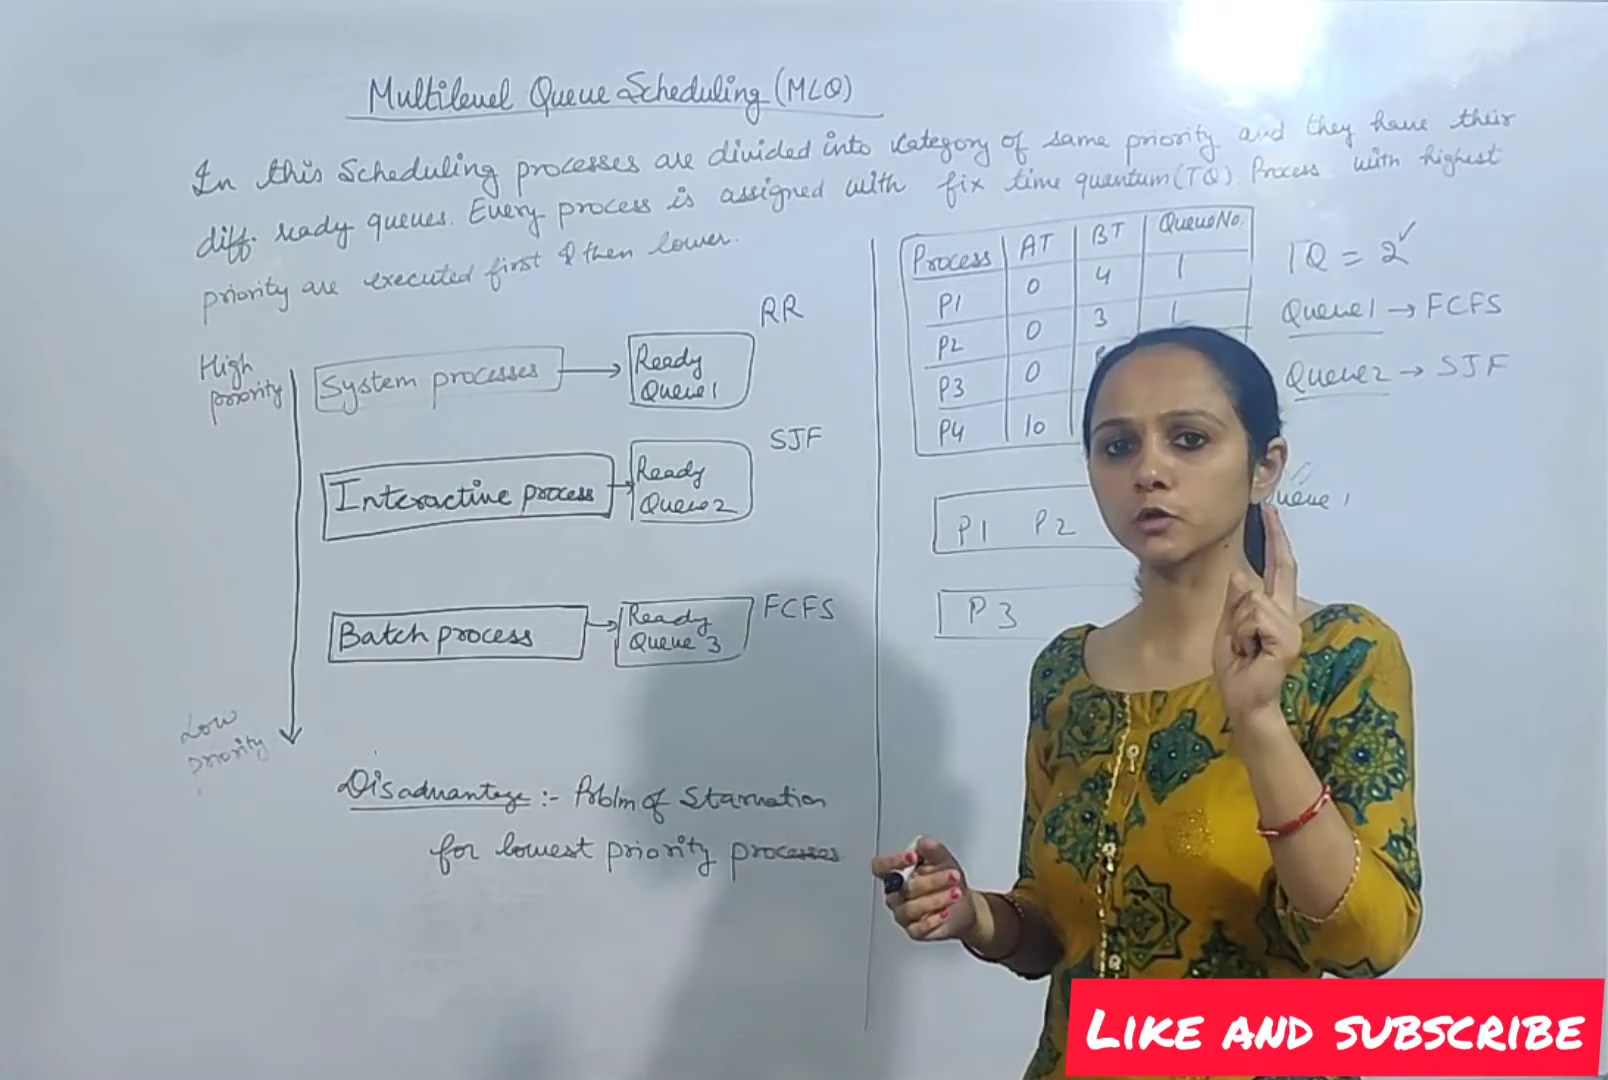 Multilevel Queue Scheduling (MLQ)
In this Scheduling processes are divided into Category of same priority and they have their
diff. ready queues. Every process is assigned with fix time quantum (TQ). Process with highest
priority are executed first & then lower.
High
priority
System processes
Ready
Queue1
RR
Interactive process
Ready
Queue2
SJF
Batch process
Ready
Queue 3
FCFS
Low
priority
Disadvantage :- Problm of Starvation
for lowest priority processes
Process AT BT Queue No.
P1 0 4 1
P2 0 3 1
P3 0
P4 10
TQ = 2 ✓
Queue1 → FCFS
Queue2 → SJF
P1 P2
Queue 1
P3
LIKE AND SUBSCRIBE